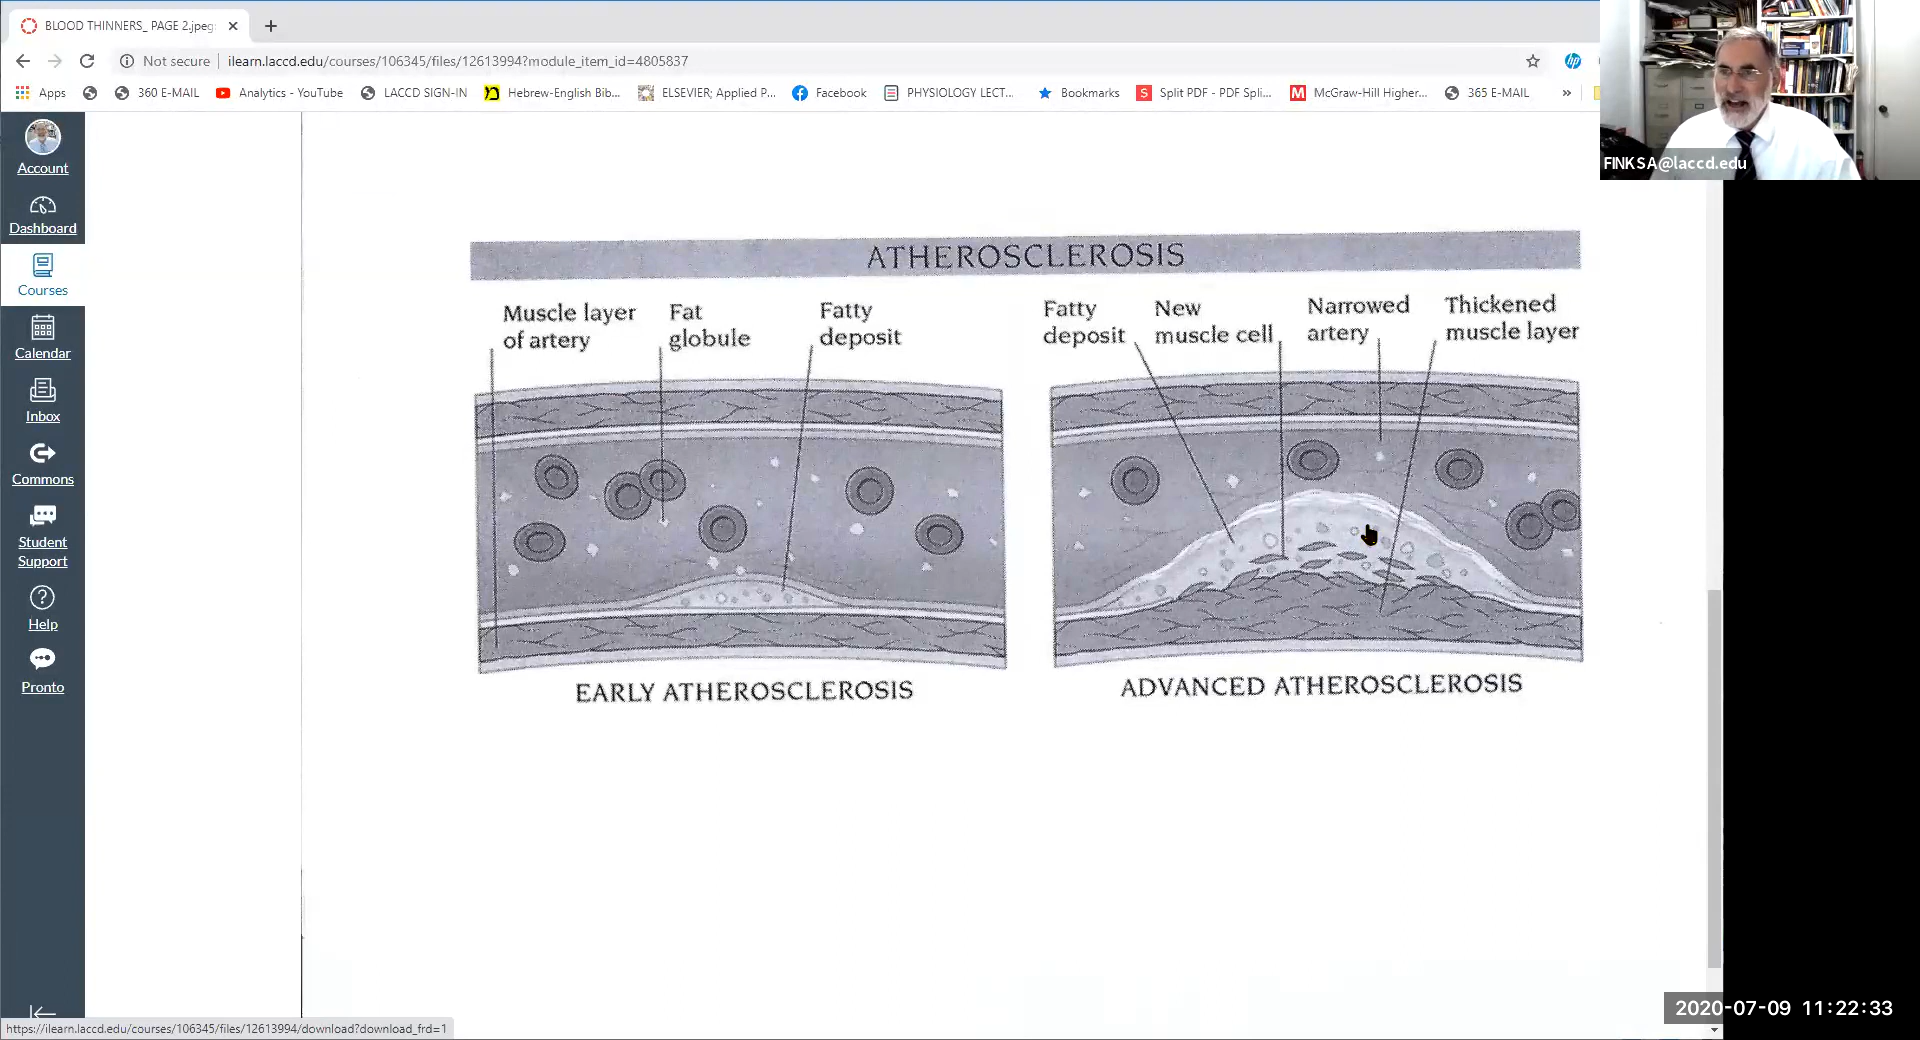 BLOOD THINNERS_ PAGE 2.jpeg
Not secure
ilearn.laccd.edu/courses/106345/files/12613994?module_item_id=4805837
hp
Apps
360 E-MAIL
Analytics - YouTube
LACCD SIGN-IN
Hebrew-English Bib...
ELSEVIER; Applied P...
Facebook
PHYSIOLOGY LECT...
Bookmarks
S
Split PDF - PDF Spli...
M
McGraw-Hill Higher...
365 E-MAIL
»
FINKSA@laccd.edu
Account
Dashboard
Courses
Calendar
Inbox
Commons
Student
Support
Help
Pronto
ATHEROSCLEROSIS
Muscle layer
of artery
Fat
globule
Fatty
deposit
Fatty
deposit
New
muscle cell
Narrowed
artery
Thickened
muscle layer
EARLY ATHEROSCLEROSIS
ADVANCED ATHEROSCLEROSIS
2020-07-09 11:22:33
https://ilearn.laccd.edu/courses/106345/files/12613994/download?download_frd=1